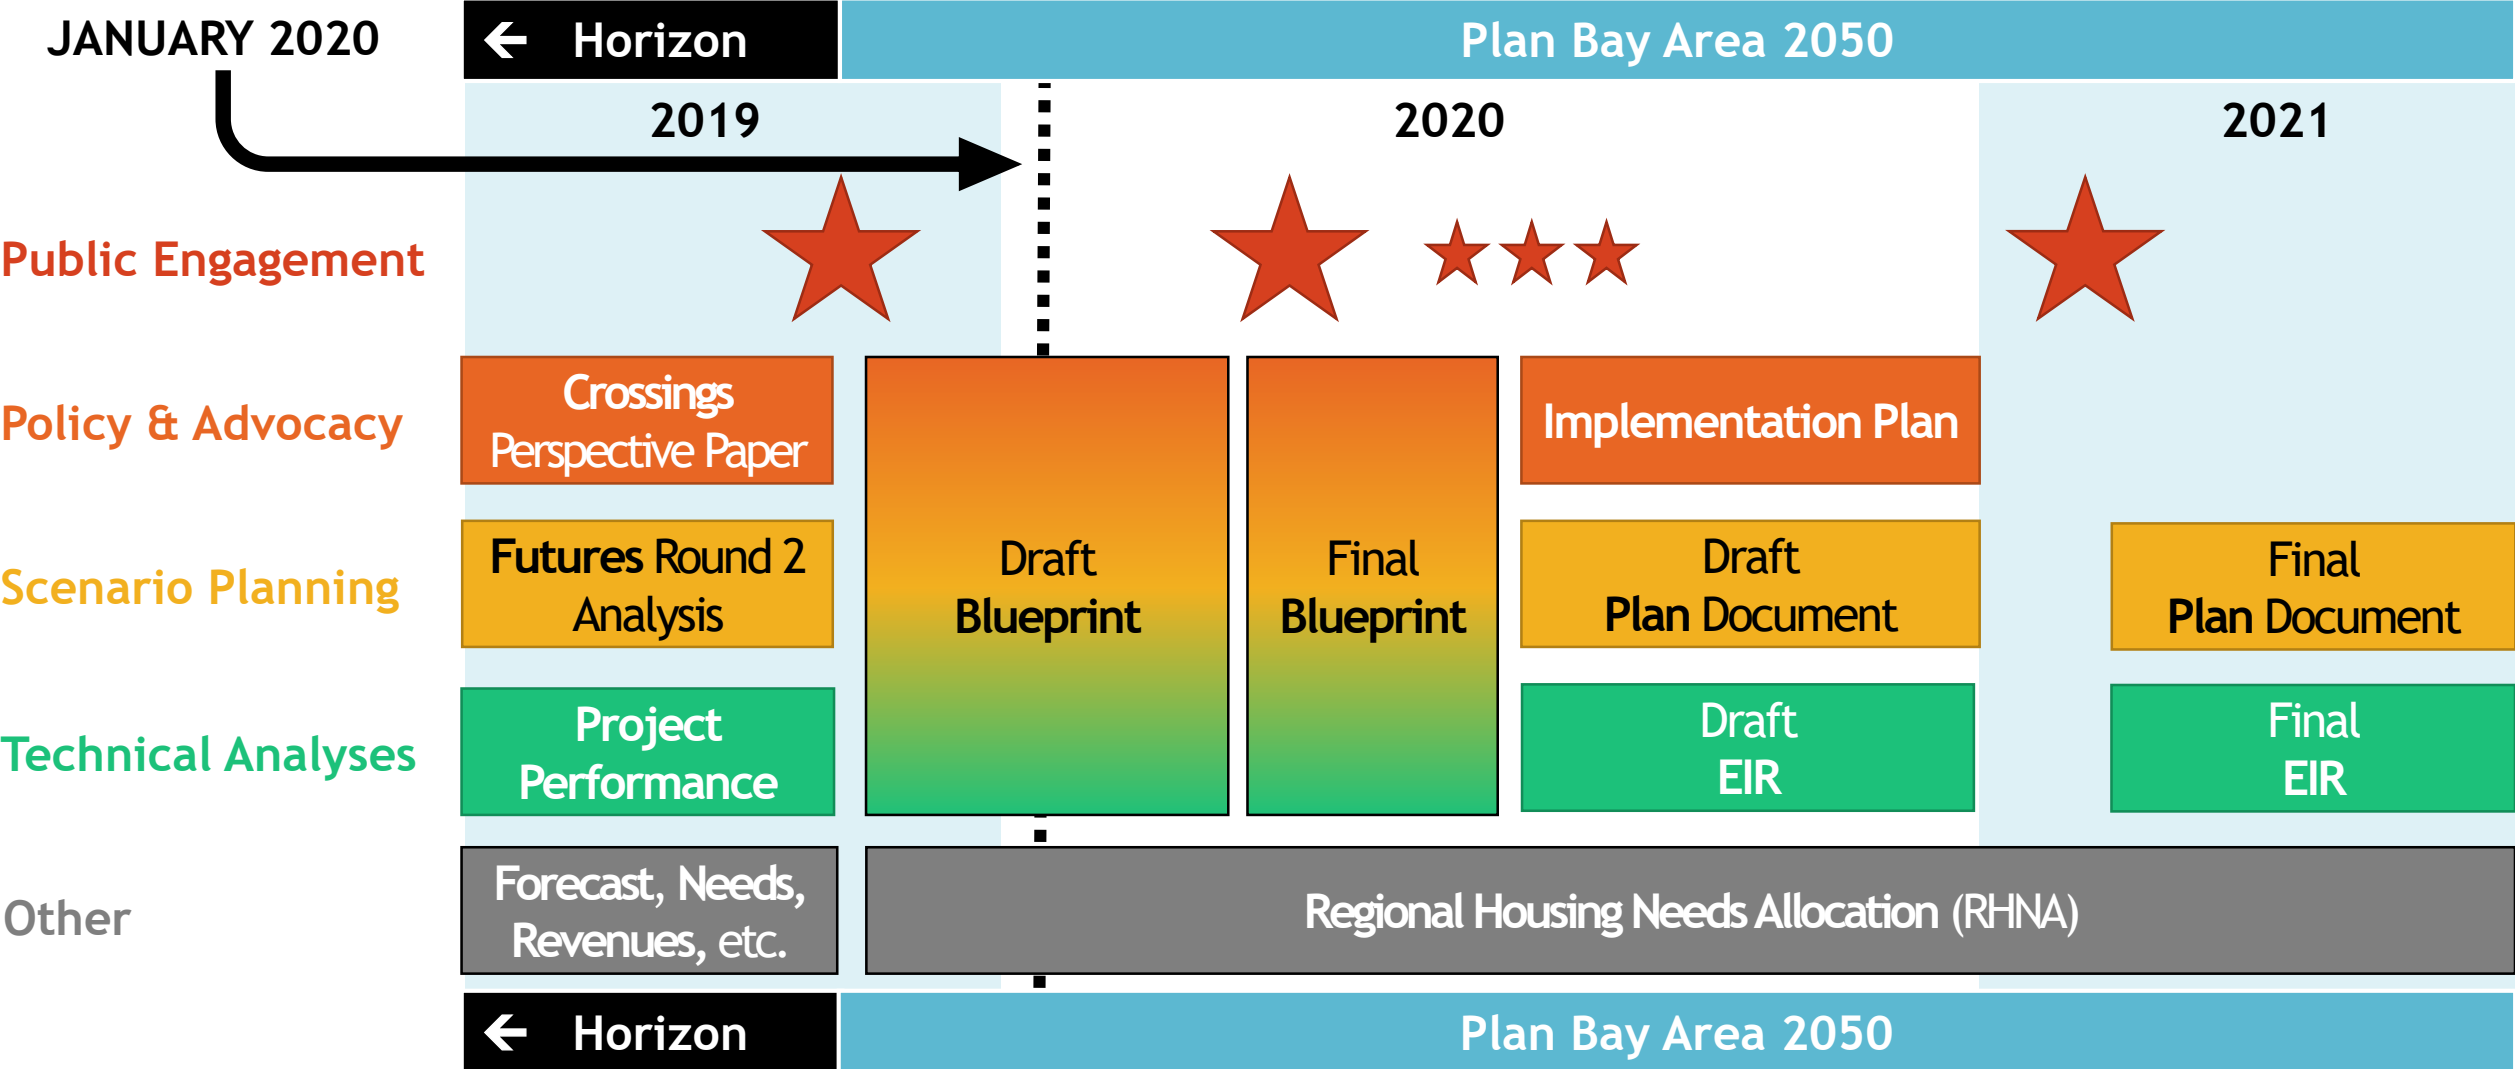 JANUARY 2020
Horizon
Plan Bay Area 2050
2019
2020
2021
Public Engagement
Policy & Advocacy
Crossings
Perspective Paper
Implementation Plan
Scenario Planning
Futures Round 2
Analysis
Draft
Blueprint
Final
Blueprint
Draft
Plan Document
Final
Plan Document
Technical Analyses
Project
Performance
Draft
EIR
Final
EIR
Other
Forecast, Needs,
Revenues, etc.
Regional Housing Needs Allocation (RHNA)
Horizon
Plan Bay Area 2050